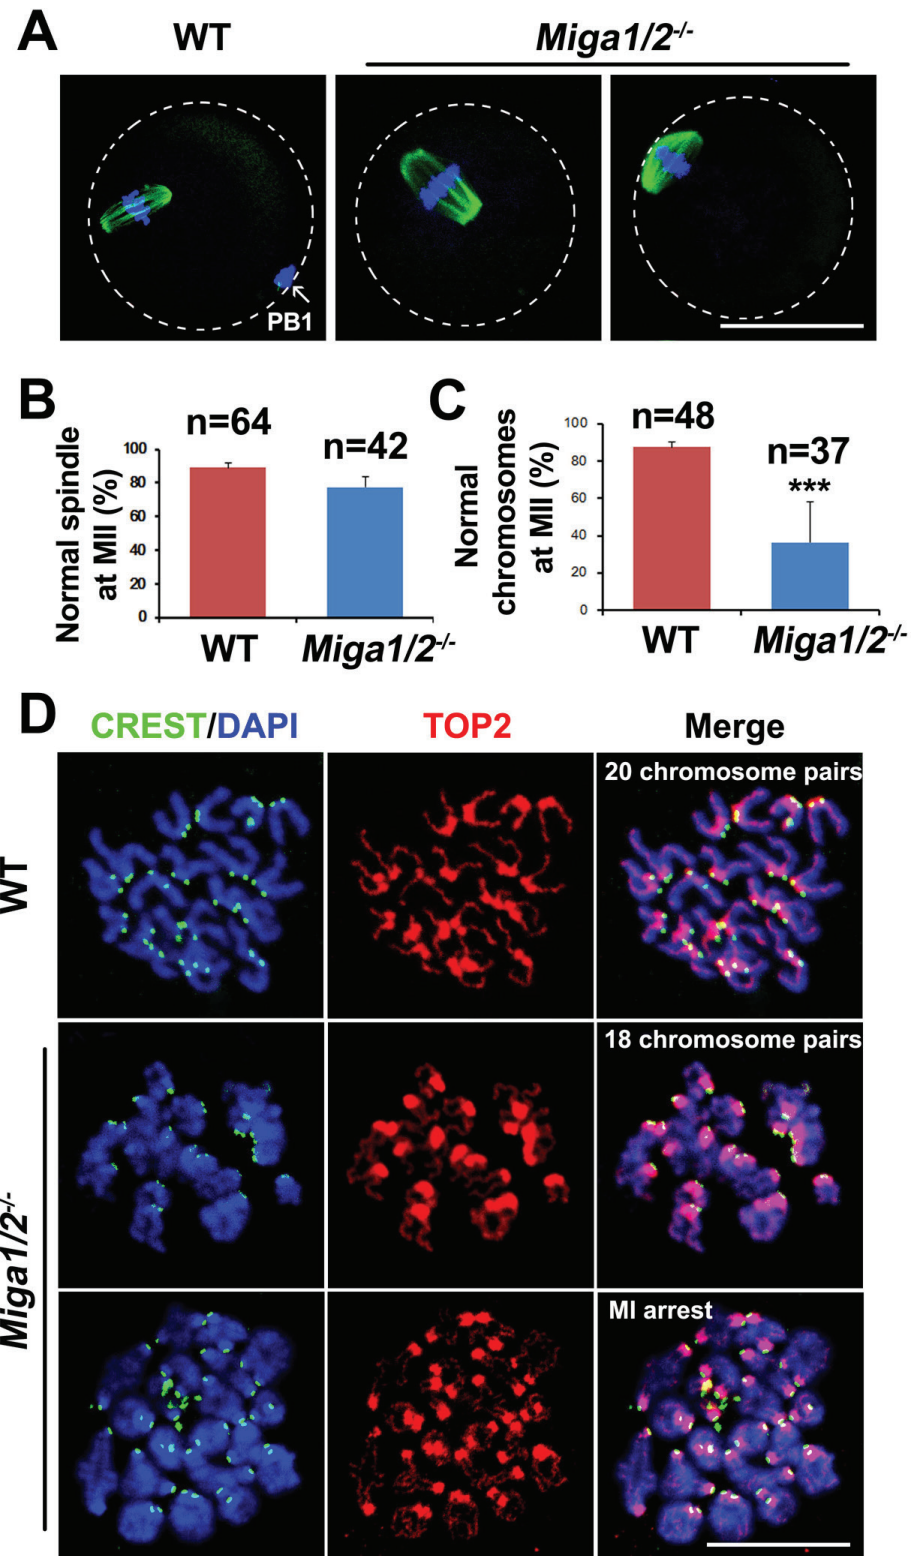 A
WT
Miga1/2-/-
PB1
B
Normal spindle
at MII (%)
100
80
60
40
20
0
n=64
n=42
WT
Miga1/2-/-
C
Normal
chromosomes
at MII (%)
100
80
60
40
20
0
n=48
n=37
***
WT
Miga1/2-/-
D
CREST/DAPI
TOP2
Merge
WT
20 chromosome pairs
Miga1/2-/-
18 chromosome pairs
MI arrest